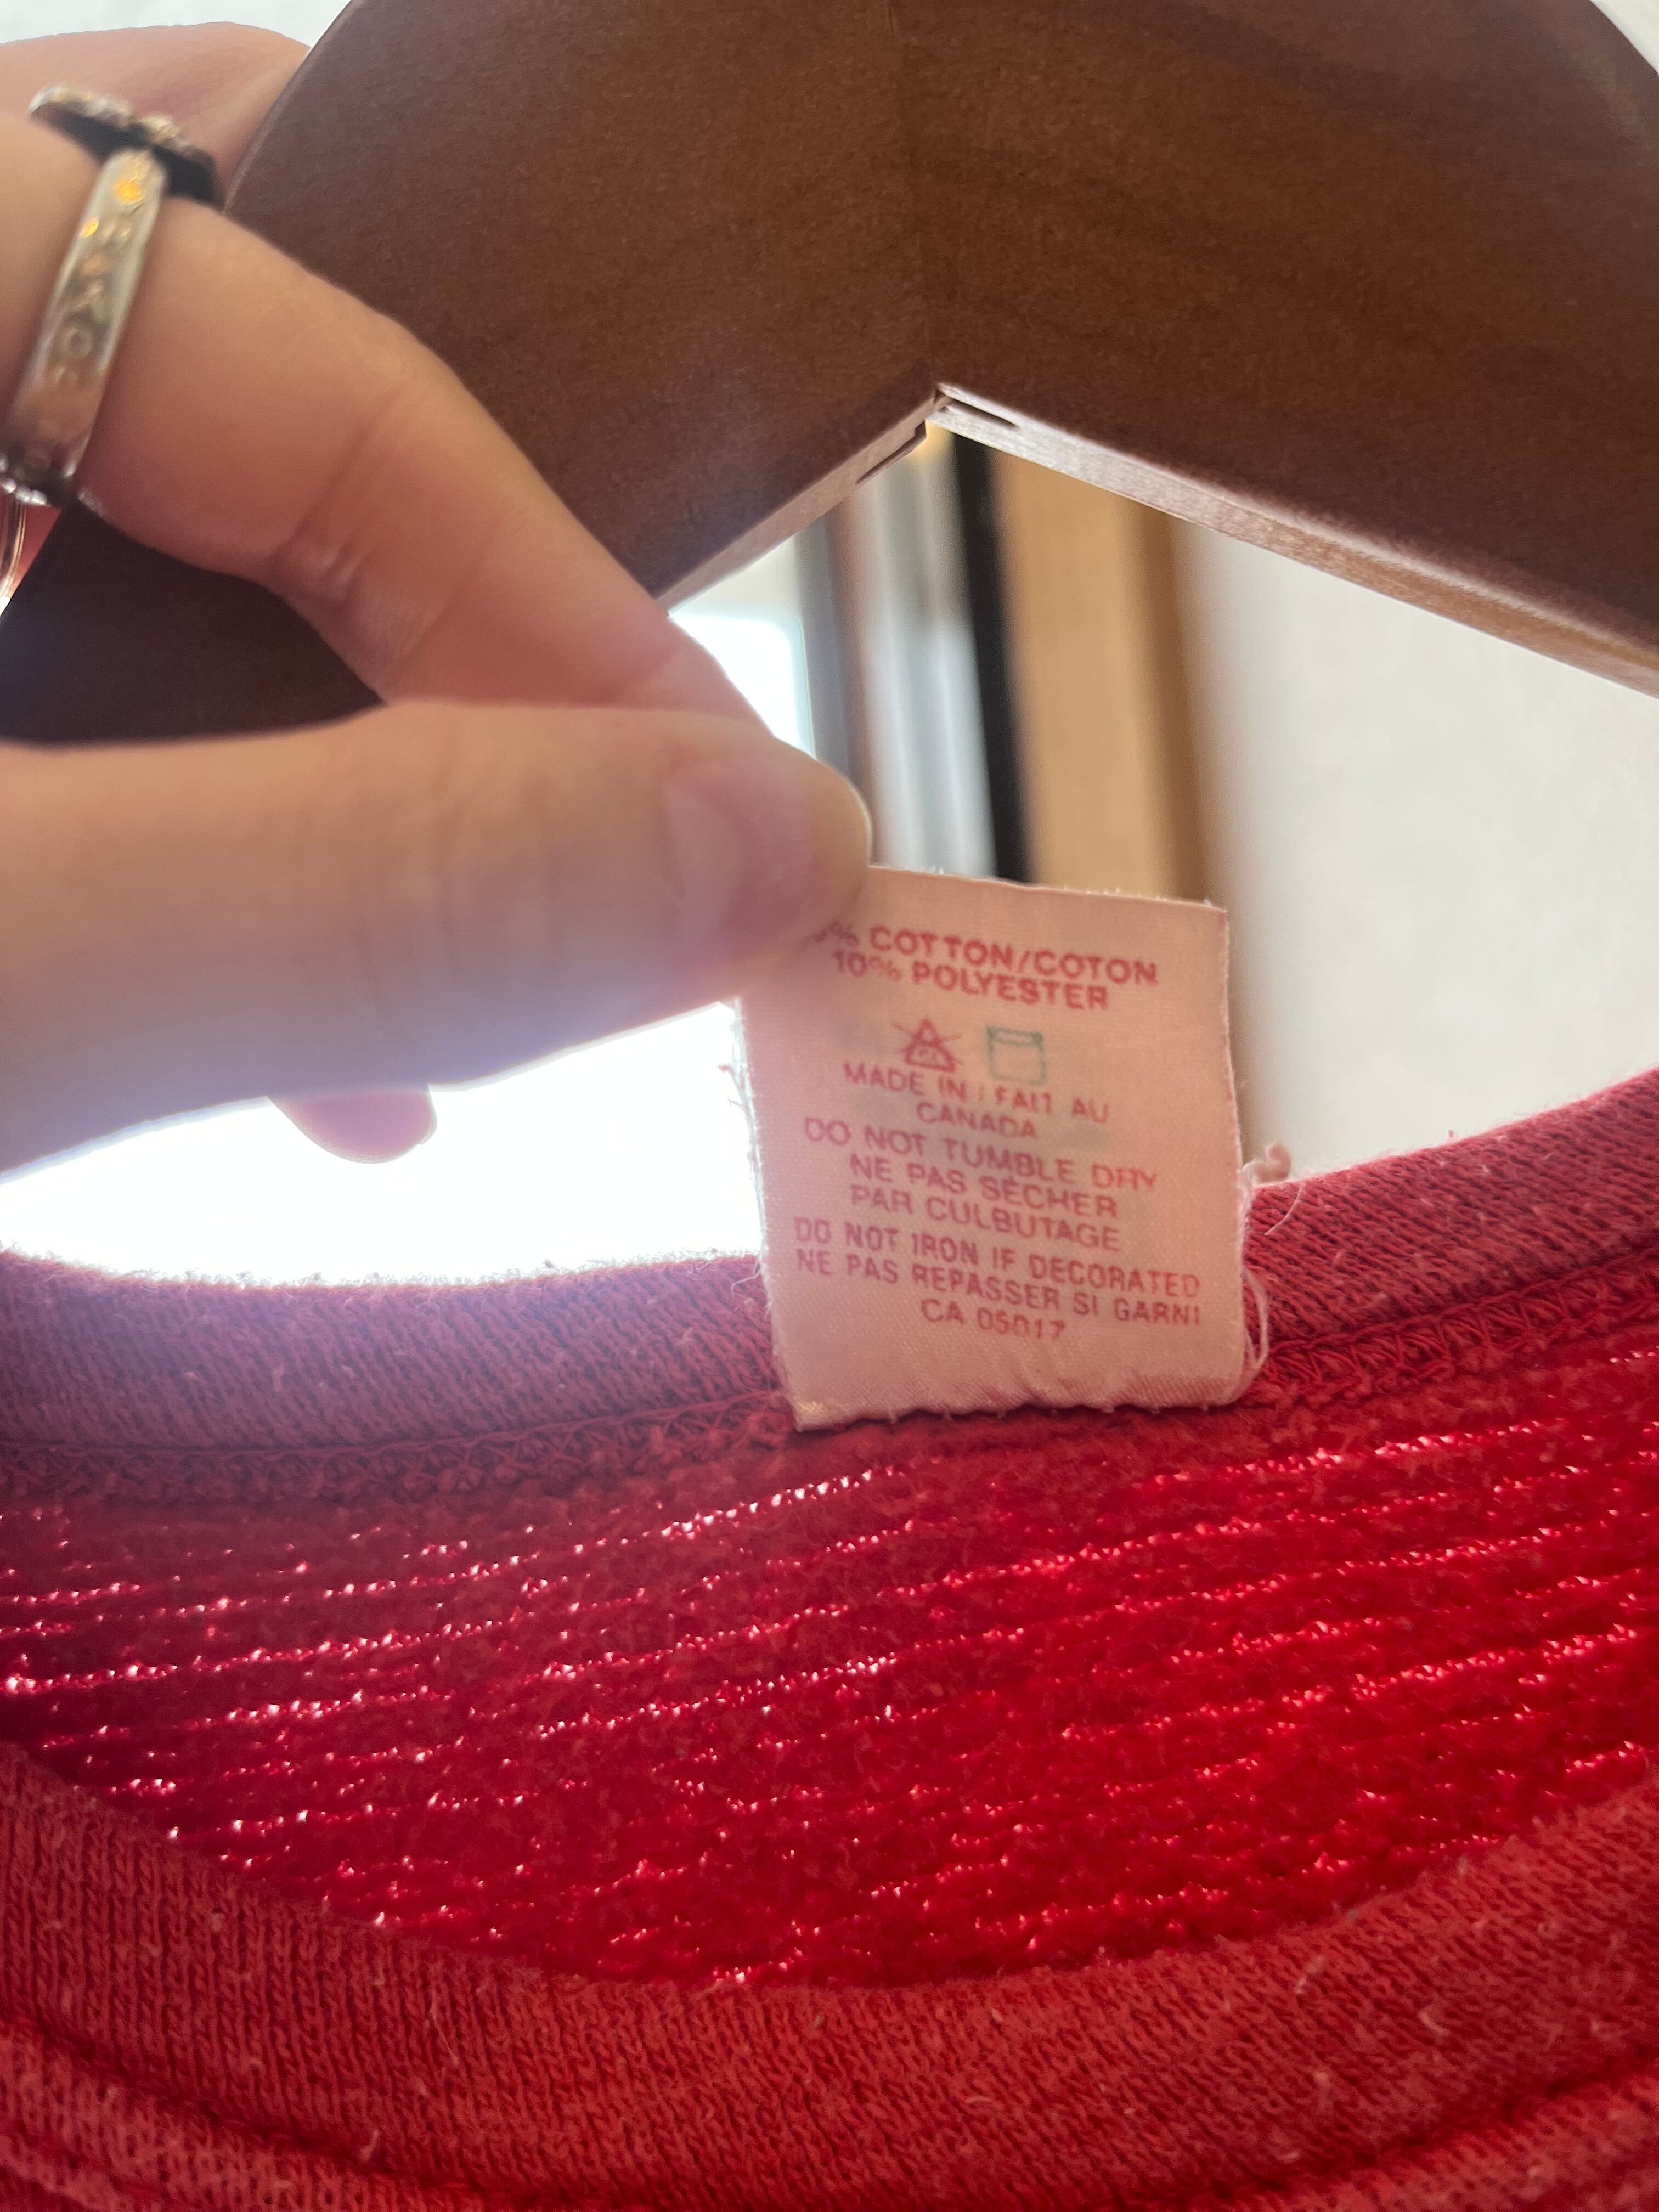 % COTTON/COTON
10% POLYESTER
MADE IN / FAIT AU
CANADA
DO NOT TUMBLE DRY
NE PAS SÉCHER
PAR CULBUTAGE
DO NOT IRON IF DECORATED
NE PAS REPASSER SI GARNI
CA 05017